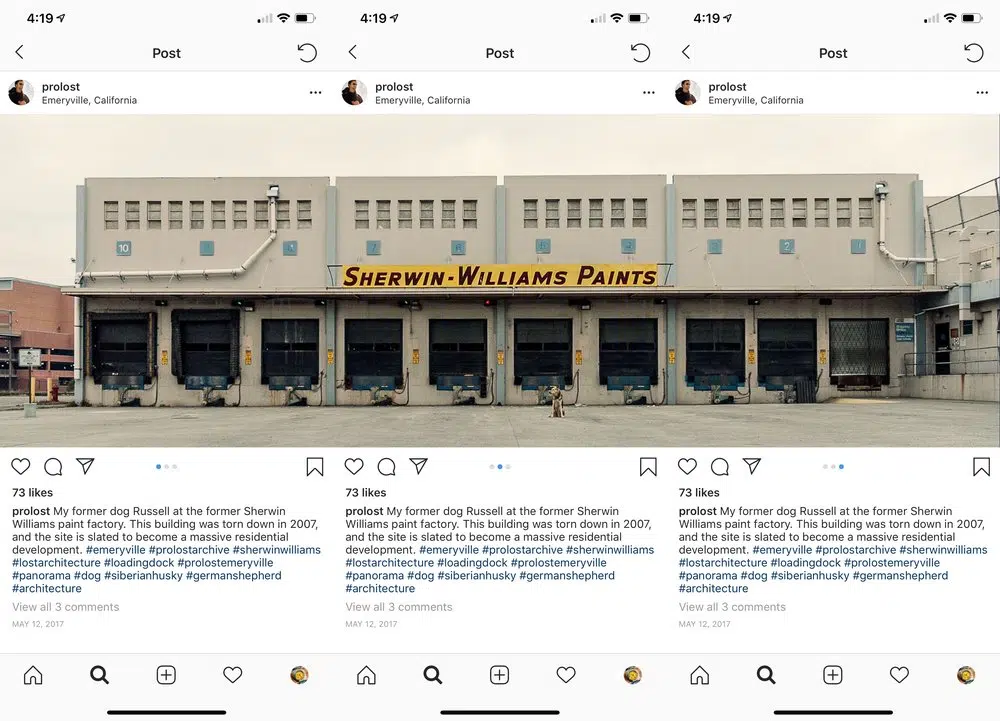 4:19
Post
prolost
Emeryville, California
10
SHERWIN-WILLIAMS PAINTS
73 likes
prolost My former dog Russell at the former Sherwin
Williams paint factory. This building was torn down in 2007,
and the site is slated to become a massive residential
development. #emeryville #prolostarchive #sherwinwilliams
#lostarchitecture #loadingdock #prolostemeryville
#panorama #dog #siberianhusky #germanshepherd
#architecture
View all 3 comments
MAY 12, 2017
4:19
Post
prolost
Emeryville, California
73 likes
prolost My former dog Russell at the former Sherwin
Williams paint factory. This building was torn down in 2007,
and the site is slated to become a massive residential
development. #emeryville #prolostarchive #sherwinwilliams
#lostarchitecture #loadingdock #prolostemeryville
#panorama #dog #siberianhusky #germanshepherd
#architecture
View all 3 comments
MAY 12, 2017
4:19
Post
prolost
Emeryville, California
2
73 likes
prolost My former dog Russell at the former Sherwin
Williams paint factory. This building was torn down in 2007,
and the site is slated to become a massive residential
development. #emeryville #prolostarchive #sherwinwilliams
#lostarchitecture #loadingdock #prolostemeryville
#panorama #dog #siberianhusky #germanshepherd
#architecture
View all 3 comments
MAY 12, 2017